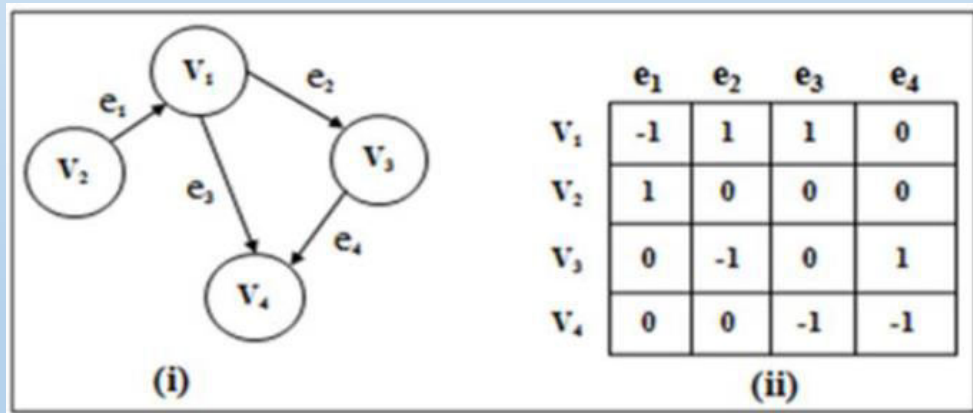 V₁
e₁
e₂
V₂
V₃
e₃
e₄
V₄
(i)
e₁ e₂ e₃ e₄
V₁ -1 1 1 0
V₂ 1 0 0 0
V₃ 0 -1 0 1
V₄ 0 0 -1 -1
(ii)